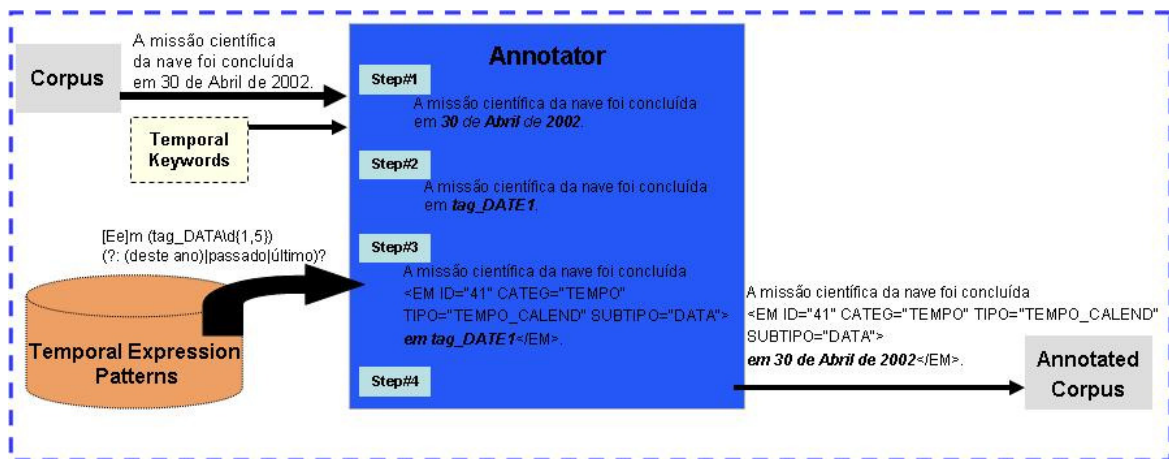 Corpus
A missão científica
da nave foi concluída
em 30 de Abril de 2002.
Temporal
Keywords
[Ee]m (tag_DATA\d{1,5})
(?: (deste ano)|passado|último)?
Temporal Expression
Patterns
Annotator
Step#1
A missão científica da nave foi concluída
em 30 de Abril de 2002.
Step#2
A missão científica da nave foi concluída
em tag_DATE1.
Step#3
A missão científica da nave foi concluída
<EM ID="41" CATEG="TEMPO"
TIPO="TEMPO_CALEND" SUBTIPO="DATA">
em tag_DATE1</EM>.
Step#4
A missão científica da nave foi concluída
<EM ID="41" CATEG="TEMPO" TIPO="TEMPO_CALEND"
SUBTIPO="DATA">
em 30 de Abril de 2002</EM>.
Annotated
Corpus